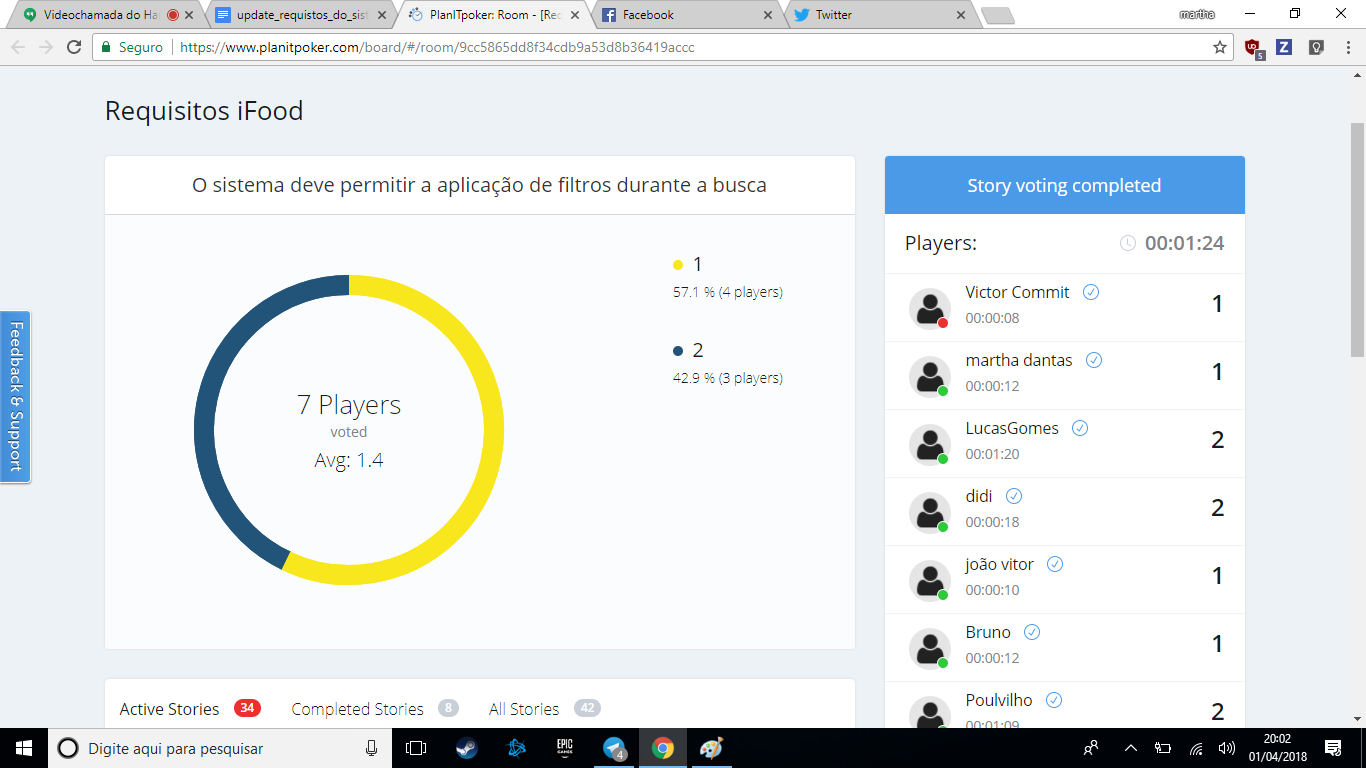 Videochamada do Ha
update_requistos_do_sist
PlanITpoker: Room - [Rec
Facebook
Twitter
martha
Seguro
https://www.planitpoker.com/board/#/room/9cc5865dd8f34cdb9a53d8b36419accc
5
Z
Requisitos iFood
O sistema deve permitir a aplicação de filtros durante a busca
1
57.1 % (4 players)
2
42.9 % (3 players)
7 Players
voted
Avg: 1.4
Feedback & Support
Story voting completed
Players:
00:01:24
Victor Commit
00:00:08
1
martha dantas
00:00:12
1
LucasGomes
00:01:20
2
didi
00:00:18
2
joão vitor
00:00:10
1
Bruno
00:00:12
1
Poulvilho
00:01:09
2
Active Stories 34
Completed Stories 8
All Stories 42
Digite aqui para pesquisar
EPIC
GAMES
4
20:02
01/04/2018